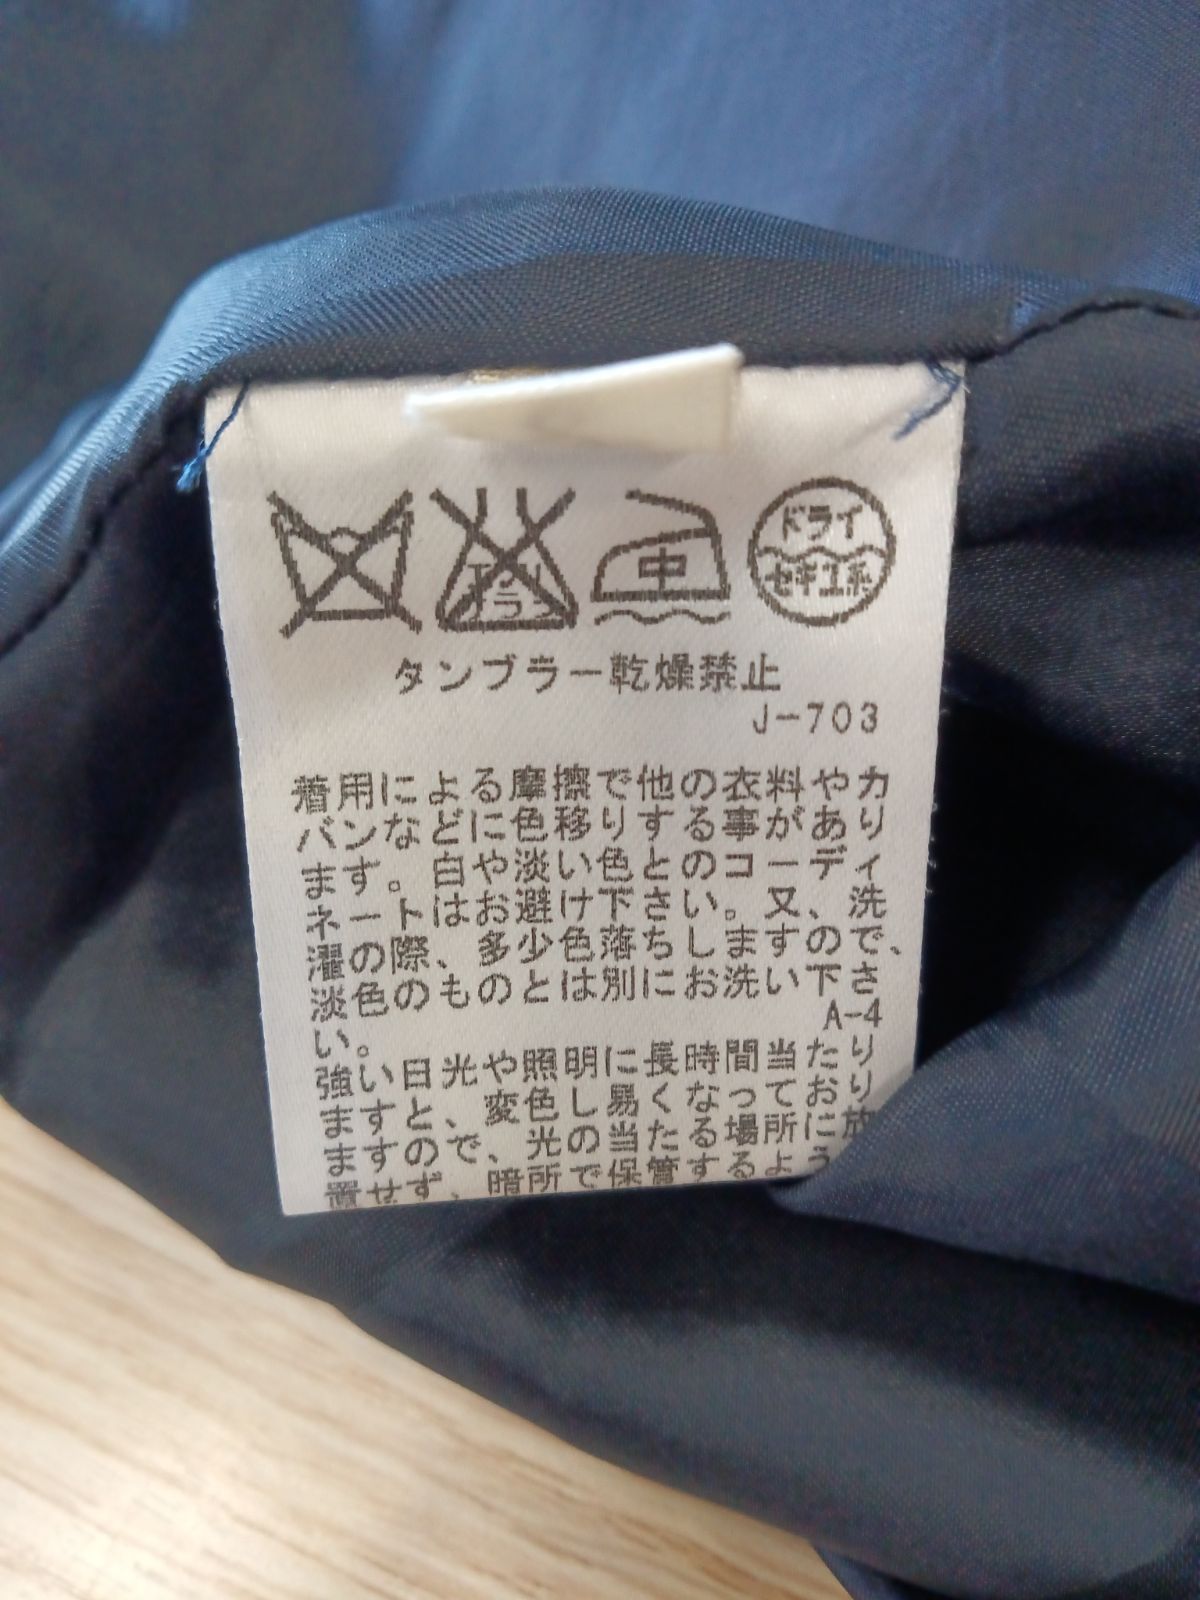 中
ドライ
セキユ系
タンブラー乾燥禁止
J-703
着用による摩擦で他の衣料やカ
バンなどに色移りする事があり
ます。白や淡い色とのコーディ
ネートはお避け下さい。又、洗
濯の際、多少色落ちしますので、
淡色のものとは別にお洗い下さ
い。 A-4
強い日光や照明に長時間当たり
ますと、変色し易くなっており
ますので、光の当たる場所に放
置せず、暗所で保管するよう